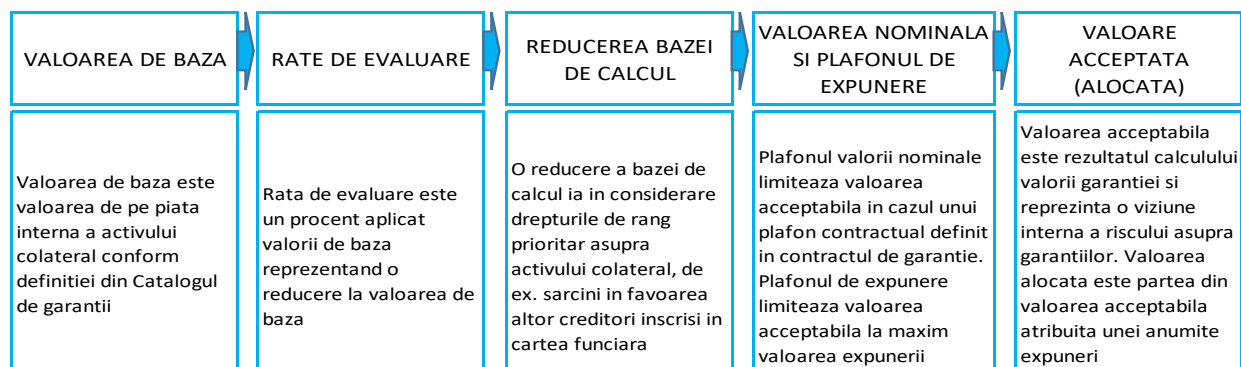 VALOAREA DE BAZA
RATE DE EVALUARE
REDUCEREA BAZEI
DE CALCUL
VALOAREA NOMINALA
SI PLAFONUL DE
EXPUNERE
VALOARE
ACCEPTATA
(ALOCATA)
Valoarea de baza este
valoarea de pe piata
interna a activului
colateral conform
definitiei din Catalogul
de garantii
Rata de evaluare este
un procent aplicat
valorii de baza
reprezentand o
reducere la valoarea de
baza
O reducere a bazei de
calcul ia in considerare
drepturile de rang
prioritar asupra
activului colateral, de
ex. sarcini in favoarea
altor creditori inscrisi in
cartea funciara
Plafonul valorii nominale
limiteaza valoarea
acceptabila in cazul unui
plafon contractual definit
in contractul de garantie.
Plafonul de expunere
limiteaza valoarea
acceptabila la maxim
valoarea expunerii
Valoarea acceptabila
este rezultatul calculului
valorii garantiei si
reprezinta o viziune
interna a riscului asupra
garantiilor. Valoarea
alocata este partea din
valoarea acceptabila
atribuita unei anumite
expuneri